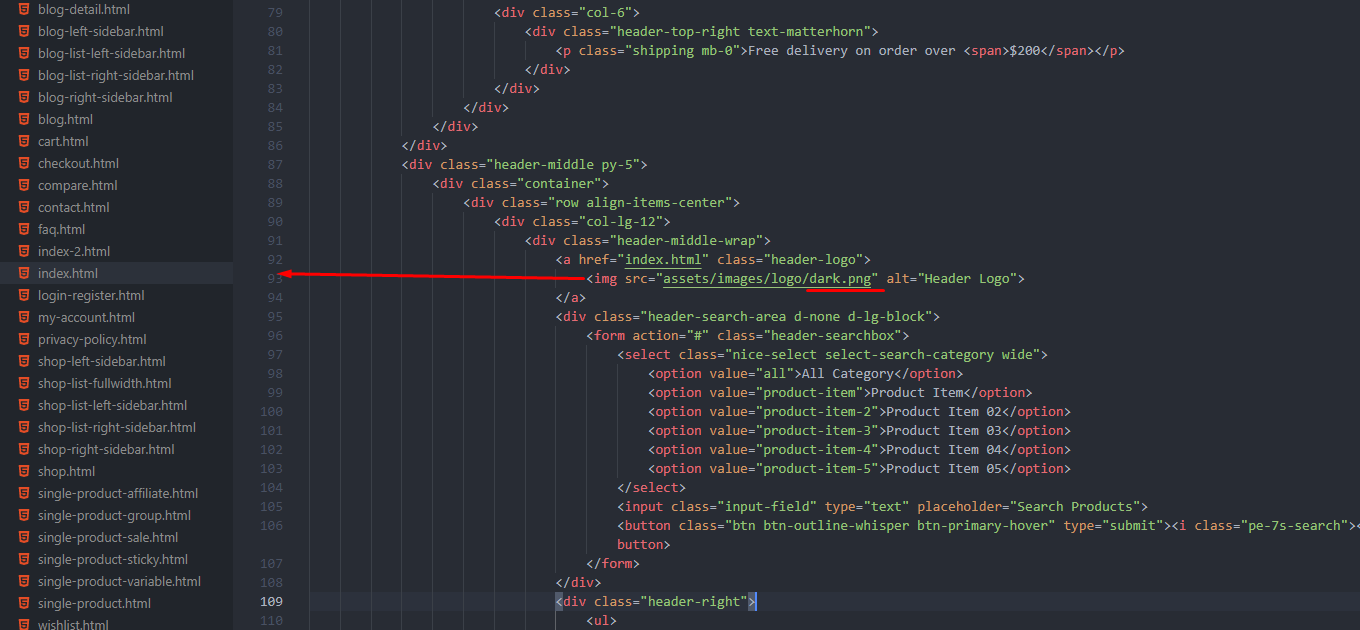 blog-detail.html
blog-left-sidebar.html
blog-list-left-sidebar.html
blog-list-right-sidebar.html
blog-right-sidebar.html
blog.html
cart.html
checkout.html
compare.html
contact.html
faq.html
index-2.html
index.html
login-register.html
my-account.html
privacy-policy.html
shop-left-sidebar.html
shop-list-fullwidth.html
shop-list-left-sidebar.html
shop-list-right-sidebar.html
shop-right-sidebar.html
shop.html
single-product-affiliate.html
single-product-group.html
single-product-sale.html
single-product-sticky.html
single-product-variable.html
single-product.html
wishlist.html
79 <div class="col-6">
80 <div class="header-top-right text-matterhorn">
81 <p class="shipping mb-0">Free delivery on order over <span>$200</span></p>
82 </div>
83 </div>
84 </div>
85 </div>
86 </div>
87 <div class="header-middle py-5">
88 <div class="container">
89 <div class="row align-items-center">
90 <div class="col-lg-12">
91 <div class="header-middle-wrap">
92 <a href="index.html" class="header-logo">
93 <img src="assets/images/logo/dark.png" alt="Header Logo">
94 </a>
95 <div class="header-search-area d-none d-lg-block">
96 <form action="#" class="header-searchbox">
97 <select class="nice-select select-search-category wide">
98 <option value="all">All Category</option>
99 <option value="product-item">Product Item</option>
100 <option value="product-item-2">Product Item 02</option>
101 <option value="product-item-3">Product Item 03</option>
102 <option value="product-item-4">Product Item 04</option>
103 <option value="product-item-5">Product Item 05</option>
104 </select>
105 <input class="input-field" type="text" placeholder="Search Products">
106 <button class="btn btn-outline-whisper btn-primary-hover" type="submit"><i class="pe-7s-search"><
button>
107 </form>
108 </div>
109 <div class="header-right">
110 <ul>